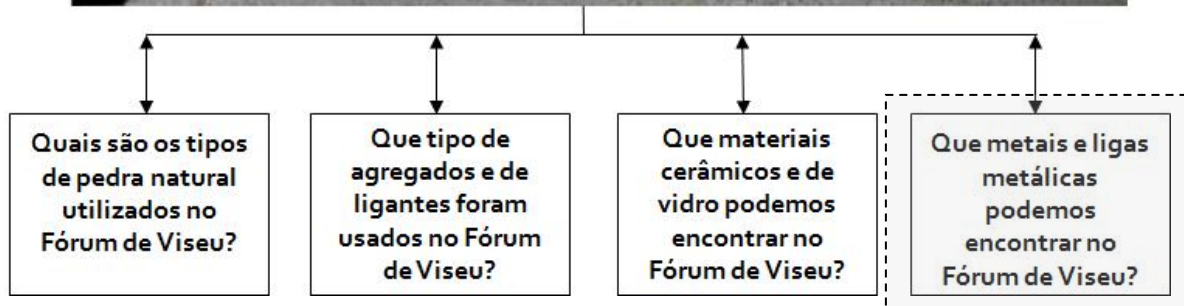 Quais são os tipos
de pedra natural
utilizados no
Fórum de Viseu?
Que tipo de
agregados e de
ligantes foram
usados no Fórum
de Viseu?
Que materiais
cerâmicos e de
vidro podemos
encontrar no
Fórum de Viseu?
Que metais e ligas
metálicas
podemos
encontrar no
Fórum de Viseu?